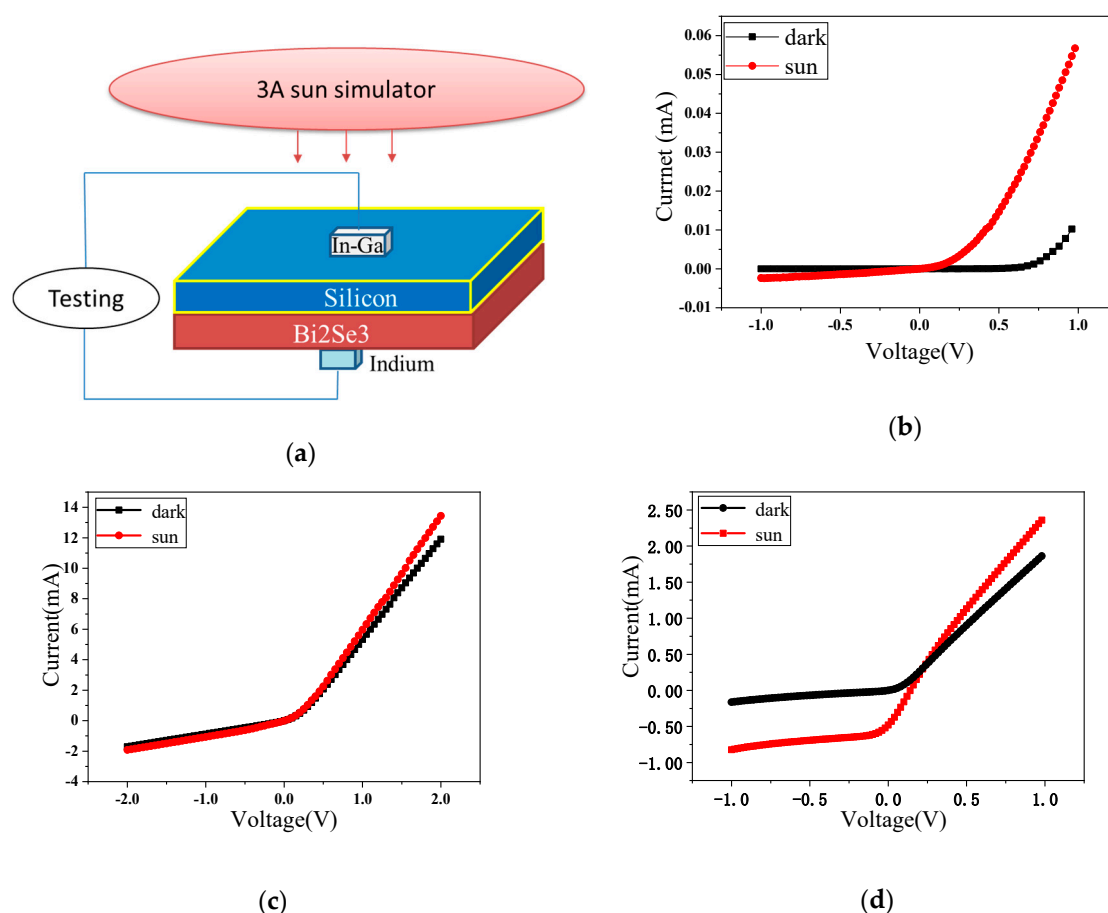 3A sun simulator
In-Ga
Testing
Silicon
Bi2Se3
Indium
(a)
dark
sun
Currnet (mA)
0.06
0.05
0.04
0.03
0.02
0.01
0.00
-0.01
-1.0 -0.5 0.0 0.5 1.0
Voltage(V)
(b)
dark
sun
Current(mA)
14
12
10
8
6
4
2
0
-2
-4
-2.0 -1.0 0.0 1.0 2.0
Voltage(V)
(c)
dark
sun
Current(mA)
2.50
2.00
1.50
1.00
0.50
0.00
-0.50
-1.00
-1.0 -0.5 0.0 0.5 1.0
Voltage(V)
(d)